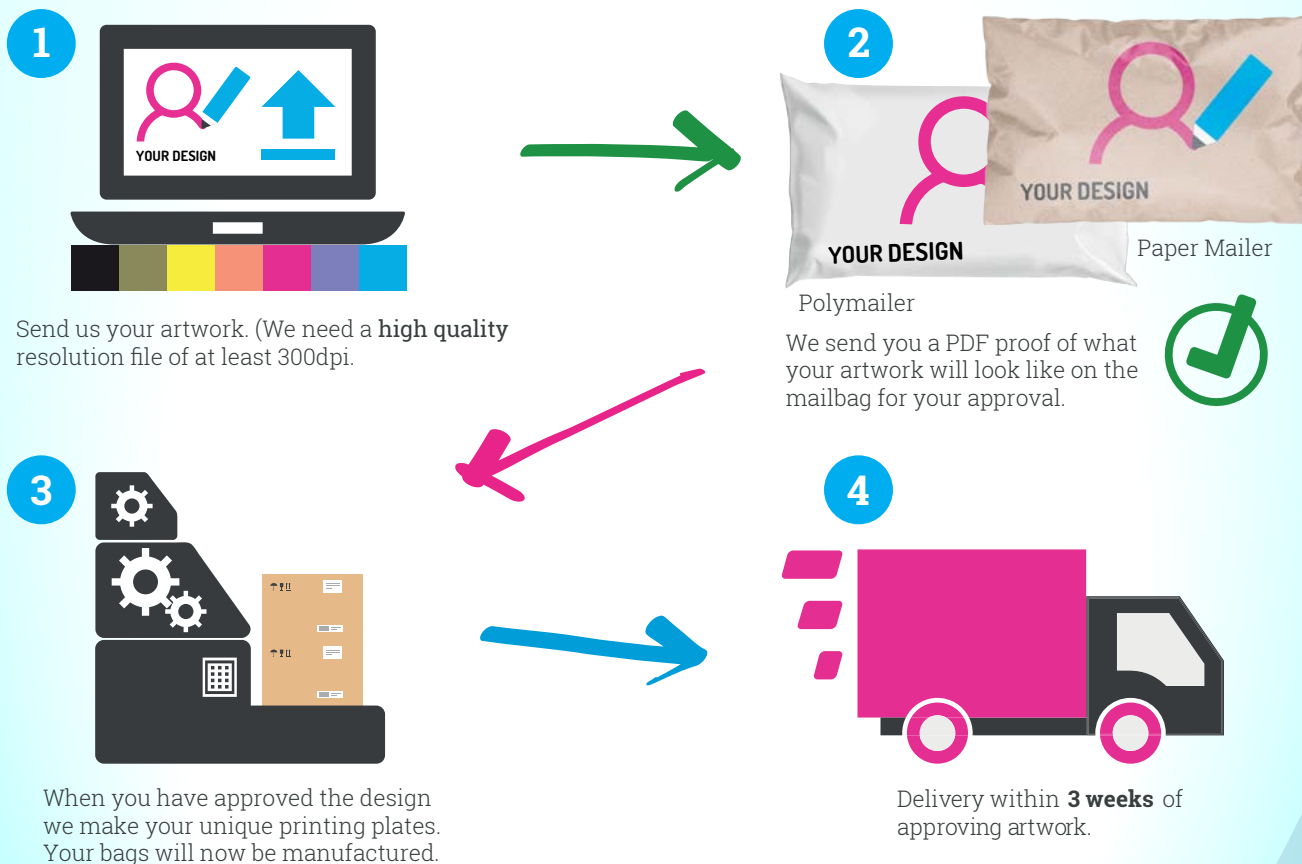 1
YOUR DESIGN
Send us your artwork. (We need a high quality
resolution file of at least 300dpi.
2
YOUR DESIGN
YOUR DESIGN
Paper Mailer
Polymailer
We send you a PDF proof of what
your artwork will look like on the
mailbag for your approval.
3
When you have approved the design
we make your unique printing plates.
Your bags will now be manufactured.
4
Delivery within 3 weeks of
approving artwork.